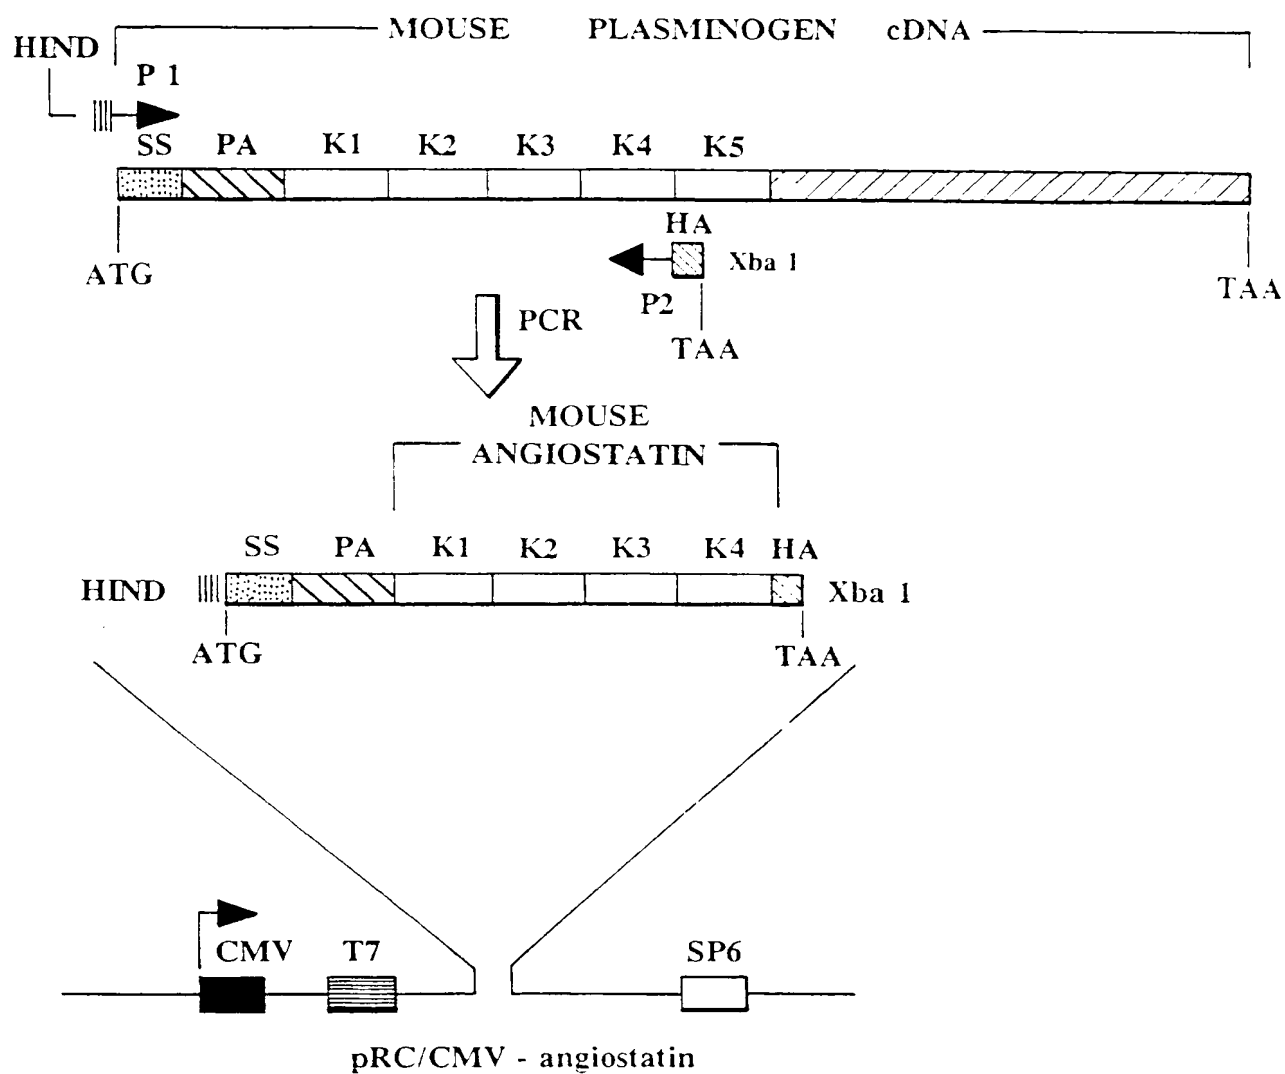 MOUSE PLASMINOGEN cDNA
HIND
P 1
SS PA K1 K2 K3 K4 K5
HA
Xba 1
ATG
P2
TAA
TAA
PCR
MOUSE
ANGIOSTATIN
SS PA K1 K2 K3 K4 HA
HIND
Xba 1
ATG
TAA
CMV T7 SP6
pRC/CMV - angiostatin